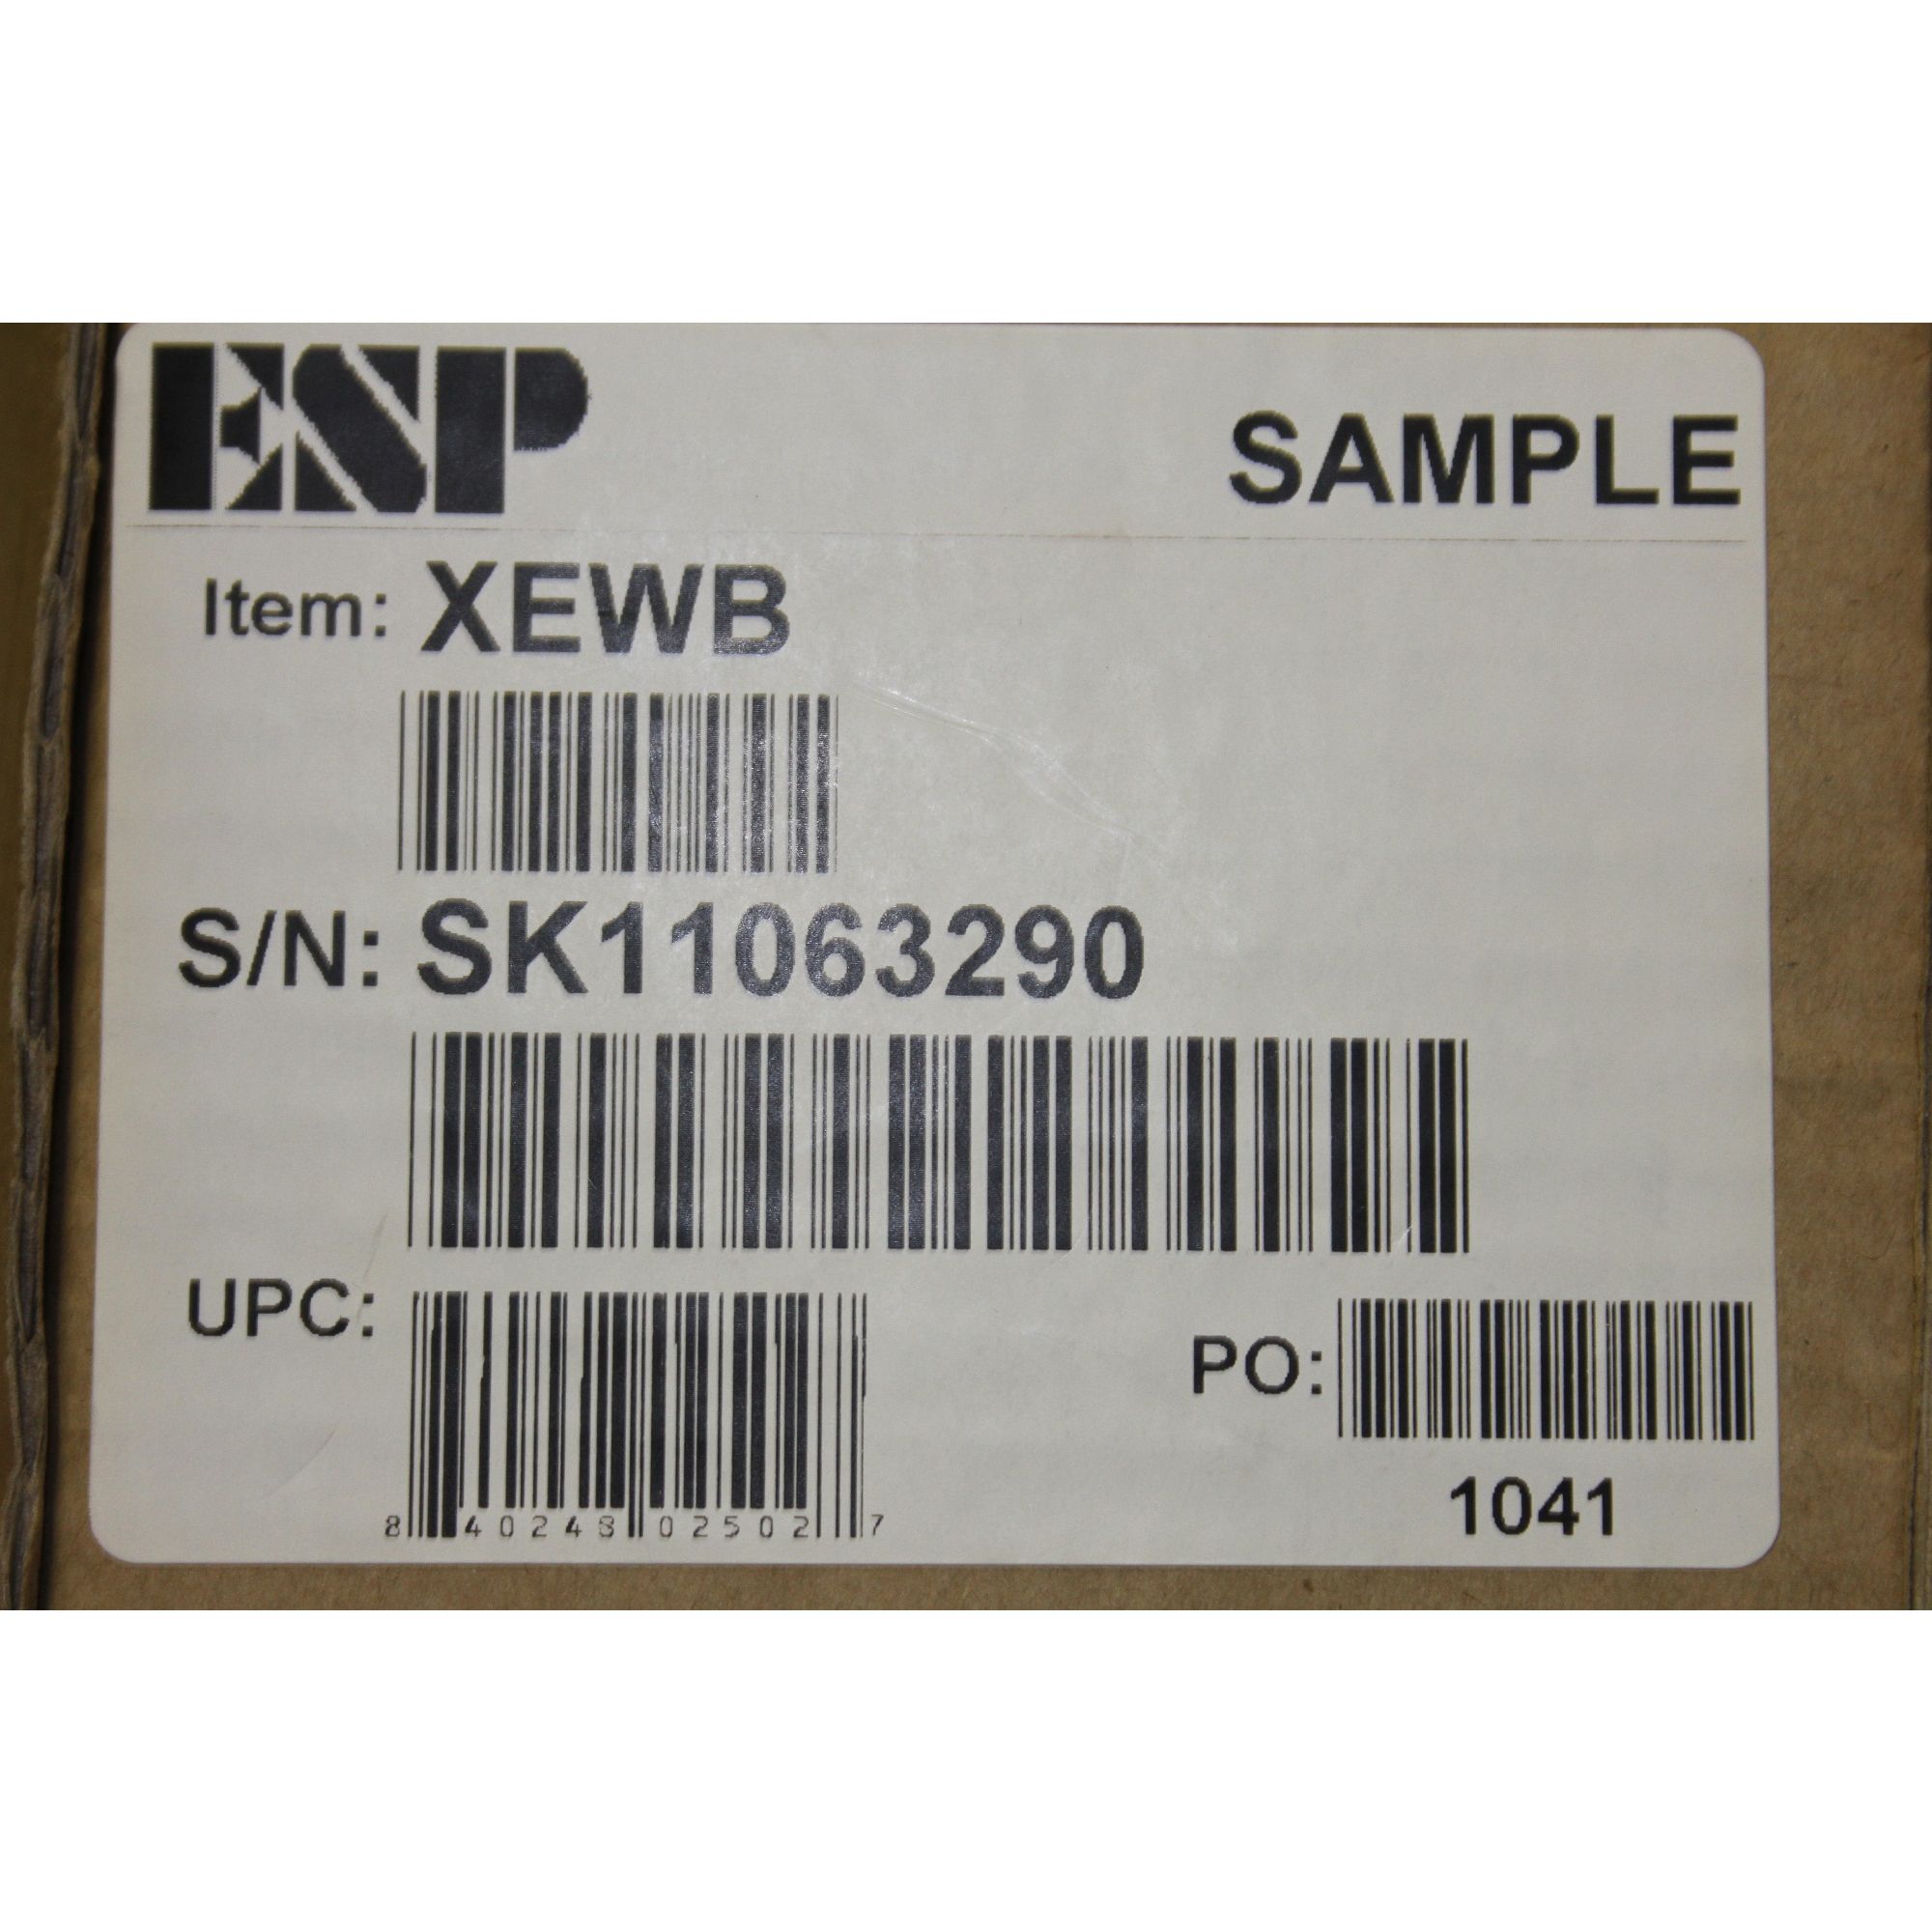 ESP
SAMPLE
Item: XEWB
S/N: SK11063290
UPC:
8 40248 02502 7
PO:
1041